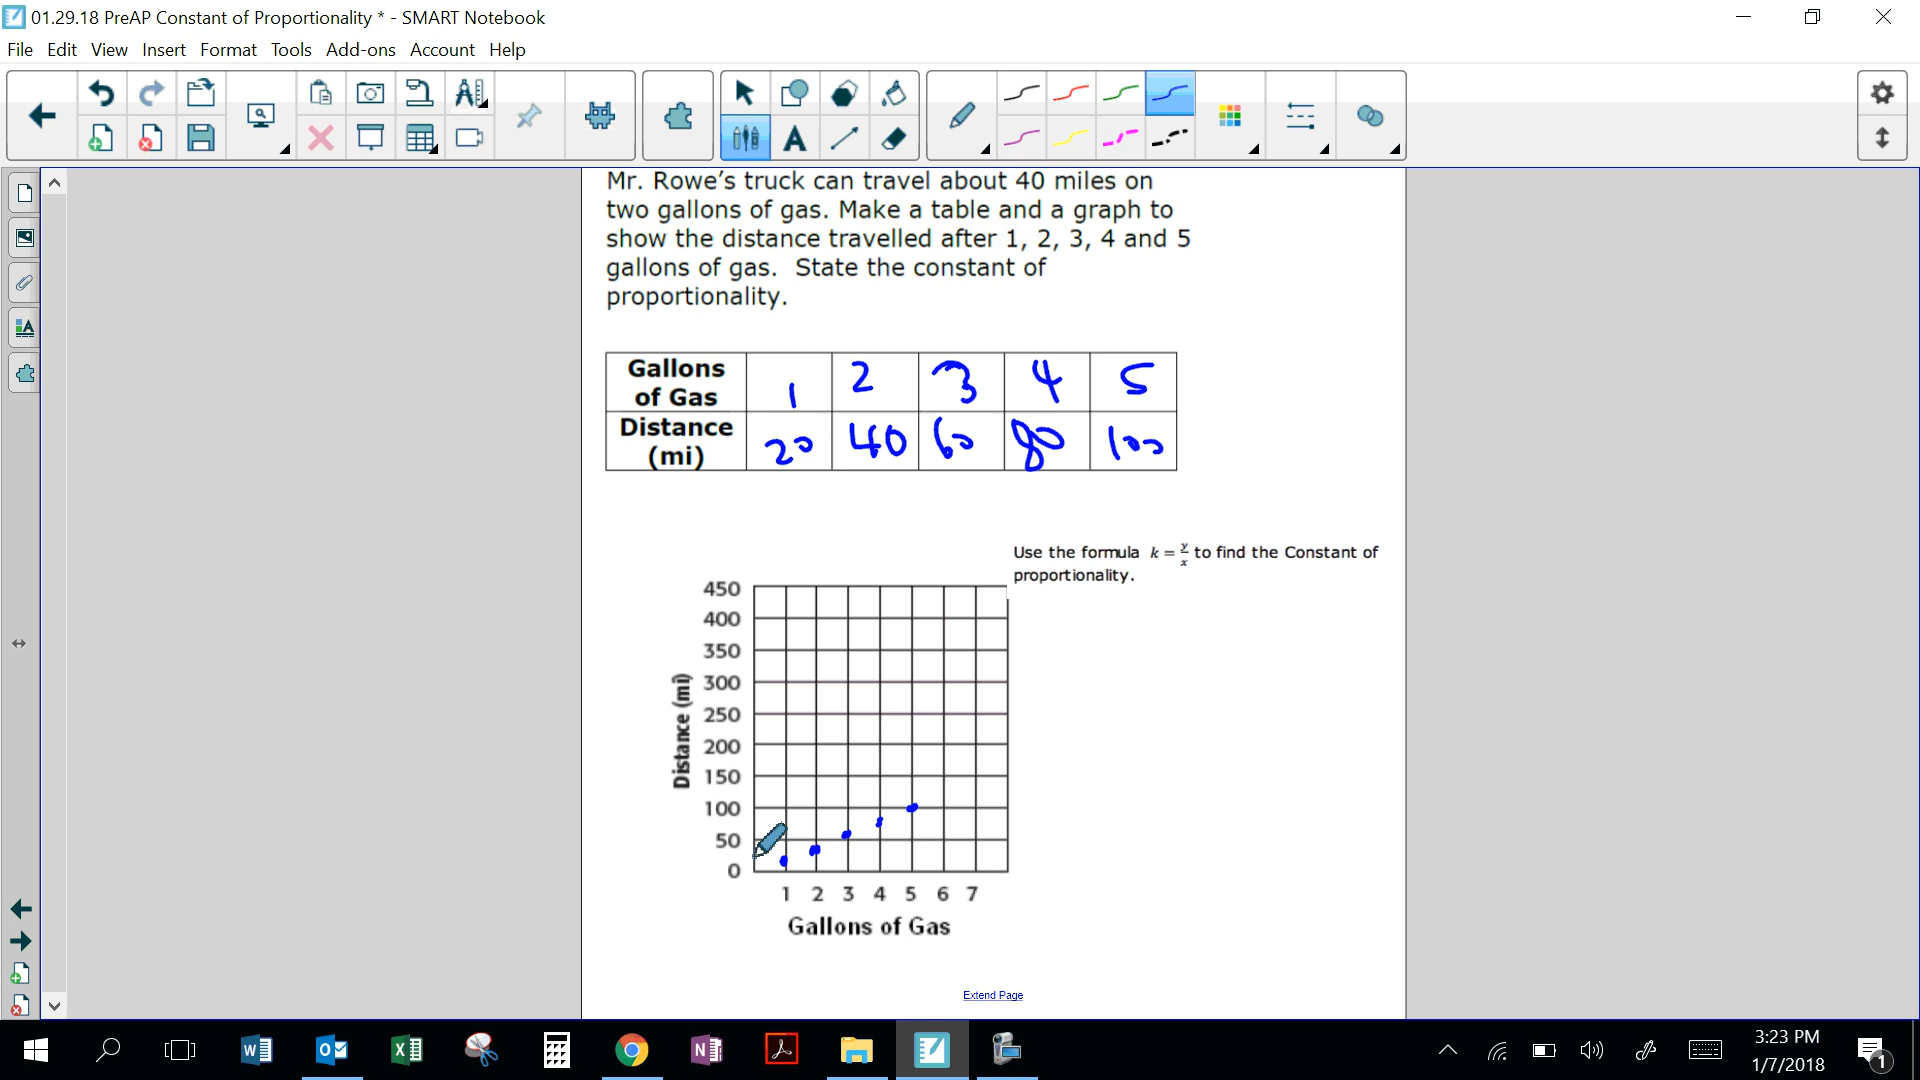 01.29.18 PreAP Constant of Proportionality * - SMART Notebook
File Edit View Insert Format Tools Add-ons Account Help
Mr. Rowe's truck can travel about 40 miles on
two gallons of gas. Make a table and a graph to
show the distance travelled after 1, 2, 3, 4 and 5
gallons of gas. State the constant of
proportionality.
Gallons of Gas 1 2 3 4 5
Distance (mi) 20 40 60 80 100
Use the formula k = y/x to find the Constant of
proportionality.
450
400
350
300
250
200
150
100
50
0
Distance (mi)
1 2 3 4 5 6 7
Gallons of Gas
Extend Page
3:23 PM
1/7/2018
1